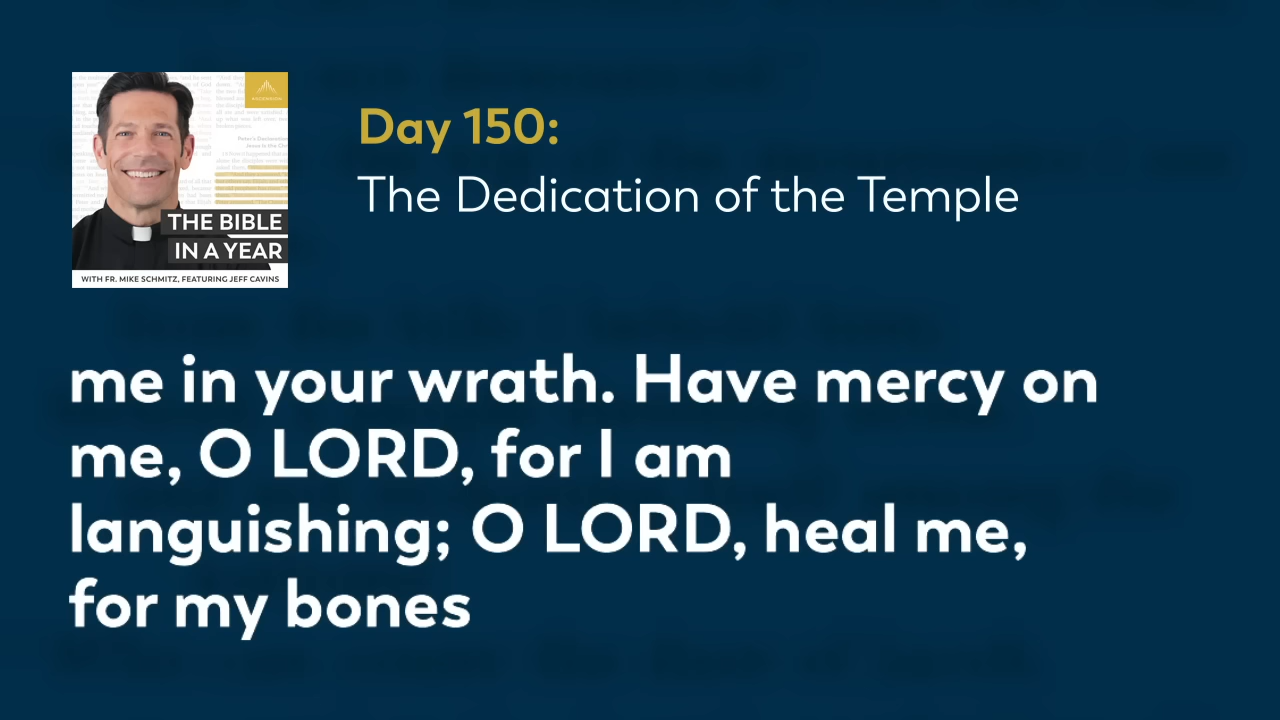 Day 150:
The Dedication of the Temple
ASCENSION
THE BIBLE
IN A YEAR
WITH FR. MIKE SCHMITZ, FEATURING JEFF CAVINS
me in your wrath. Have mercy on
me, O LORD, for I am
languishing; O LORD, heal me,
for my bones